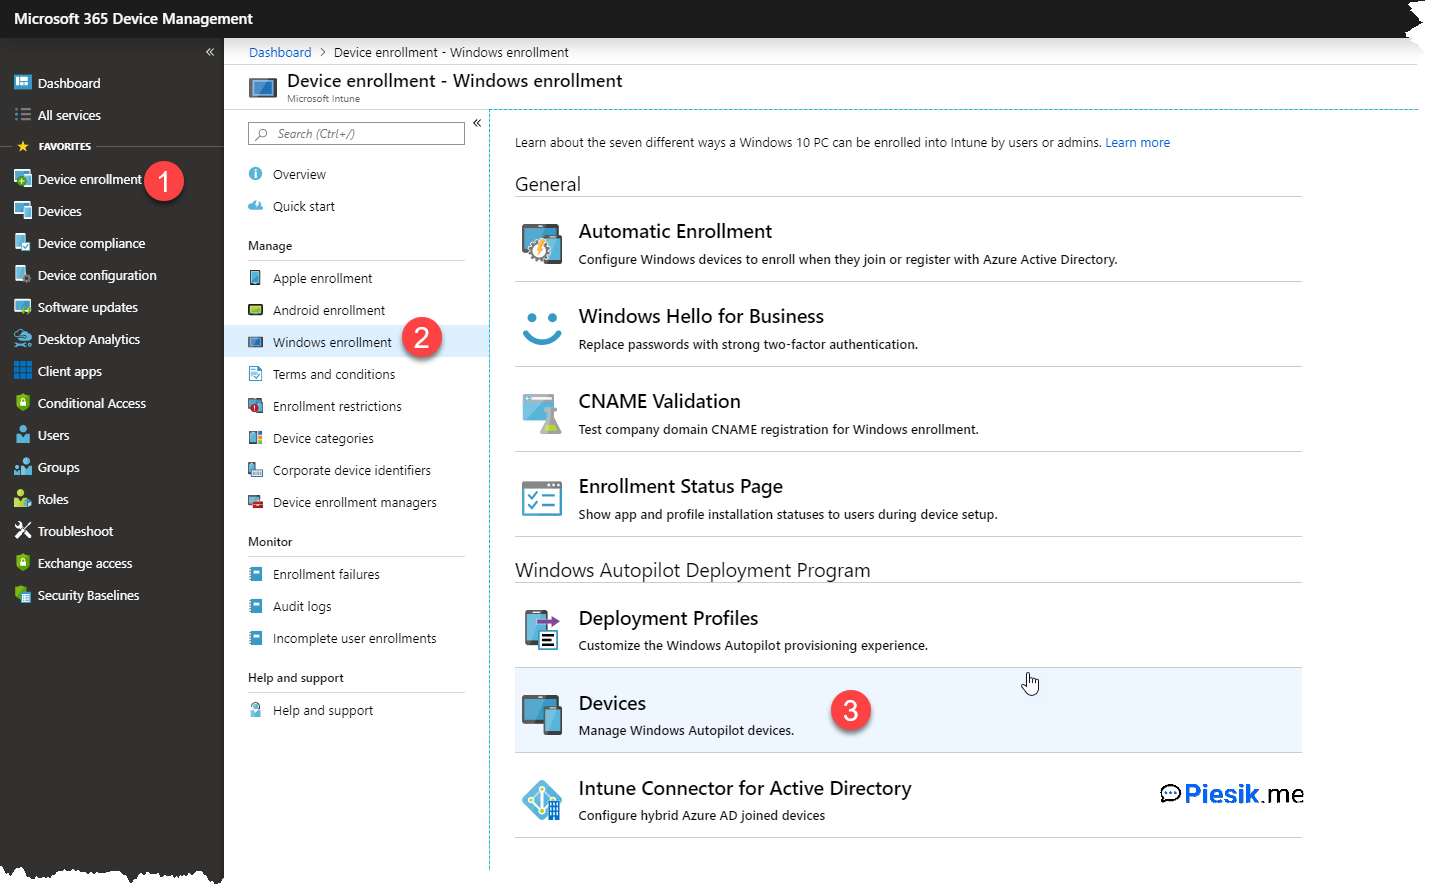 Microsoft 365 Device Management
«
Dashboard
All services
FAVORITES
Device enrollment
1
Devices
Device compliance
Device configuration
Software updates
Desktop Analytics
Client apps
Conditional Access
Users
Groups
Roles
Troubleshoot
Exchange access
Security Baselines
Dashboard > Device enrollment - Windows enrollment
Device enrollment - Windows enrollment
Microsoft Intune
Search (Ctrl+/)
«
Overview
Quick start
Manage
Apple enrollment
Android enrollment
Windows enrollment
2
Terms and conditions
Enrollment restrictions
Device categories
Corporate device identifiers
Device enrollment managers
Monitor
Enrollment failures
Audit logs
Incomplete user enrollments
Help and support
Help and support
Learn about the seven different ways a Windows 10 PC can be enrolled into Intune by users or admins. Learn more
General
Automatic Enrollment
Configure Windows devices to enroll when they join or register with Azure Active Directory.
Windows Hello for Business
Replace passwords with strong two-factor authentication.
CNAME Validation
Test company domain CNAME registration for Windows enrollment.
Enrollment Status Page
Show app and profile installation statuses to users during device setup.
Windows Autopilot Deployment Program
Deployment Profiles
Customize the Windows Autopilot provisioning experience.
Devices
Manage Windows Autopilot devices.
3
Intune Connector for Active Directory
Configure hybrid Azure AD joined devices
Piesik.me